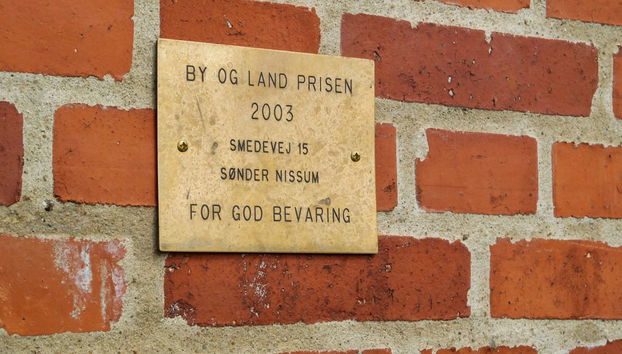 BY OG LAND PRISEN
2003
SMEDEVEJ 15
SØNDER NISSUM
FOR GOD BEVARING